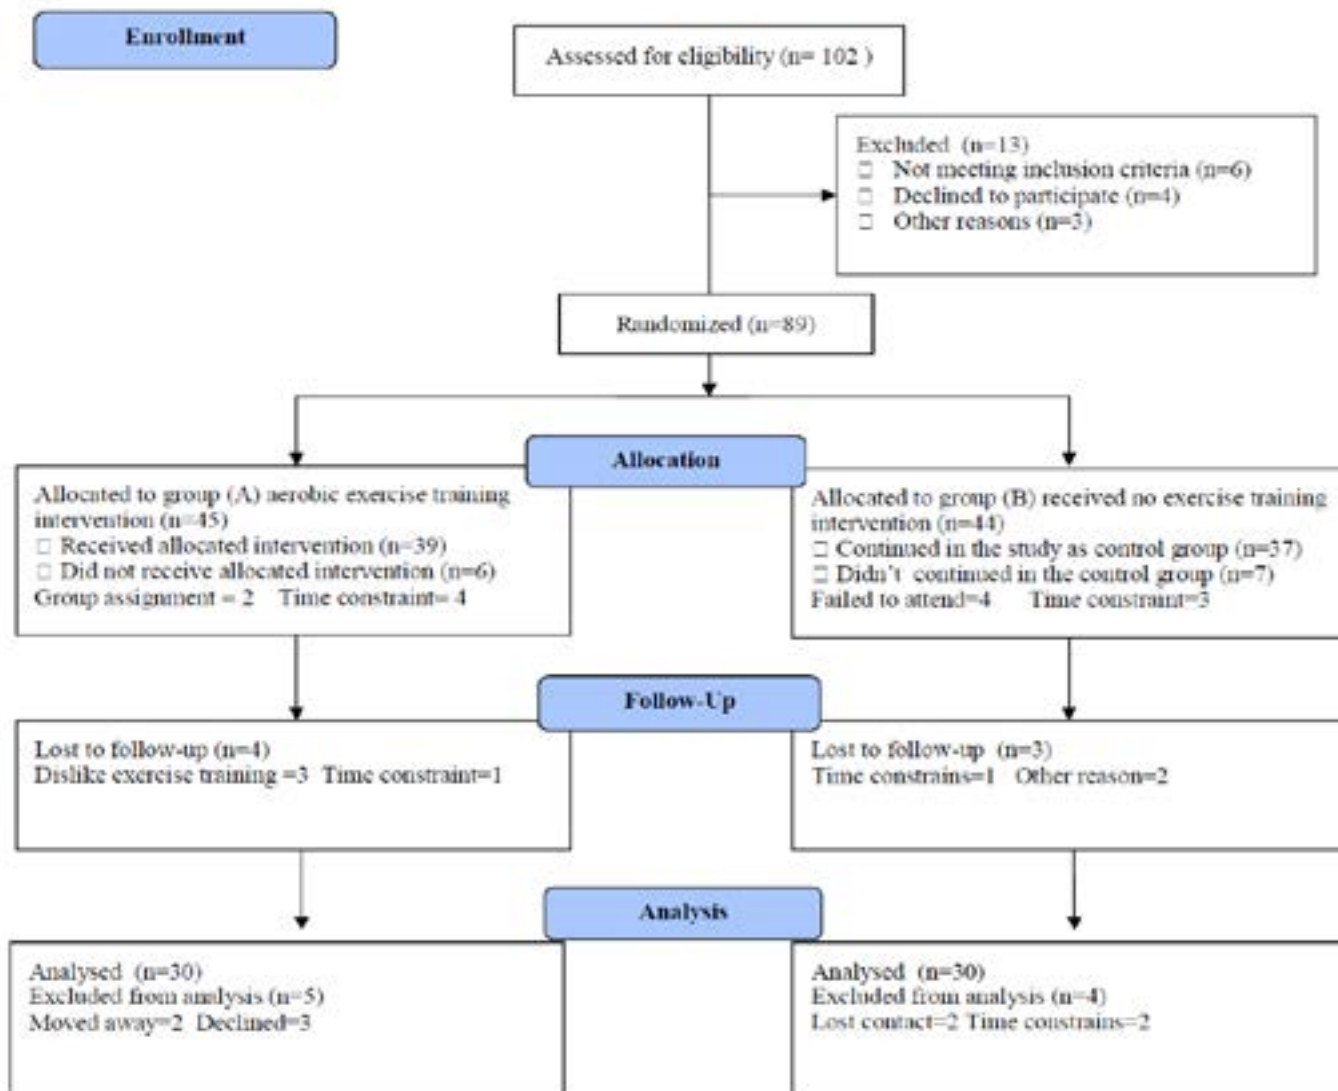 Enrollment
Assessed for eligibility (n= 102 )
Excluded (n=13)
□ Not meeting inclusion criteria (n=6)
□ Declined to participate (n=4)
□ Other reasons (n=3)
Randomized (n=89)
Allocation
Allocated to group (A) aerobic exercise training
intervention (n=45)
□ Received allocated intervention (n=39)
□ Did not receive allocated intervention (n=6)
Group assignment = 2 Time constraint= 4
Allocated to group (B) received no exercise training
intervention (n=44)
□ Continued in the study as control group (n=37)
□ Didn't continued in the control group (n=7)
Failed to attend=4 Time constraint=3
Follow-Up
Lost to follow-up (n=4)
Dislike exercise training =3 Time constraint=1
Lost to follow-up (n=3)
Time constrains=1 Other reason=2
Analysis
Analysed (n=30)
Excluded from analysis (n=5)
Moved away=2 Declined=3
Analysed (n=30)
Excluded from analysis (n=4)
Lost contact=2 Time constrains=2